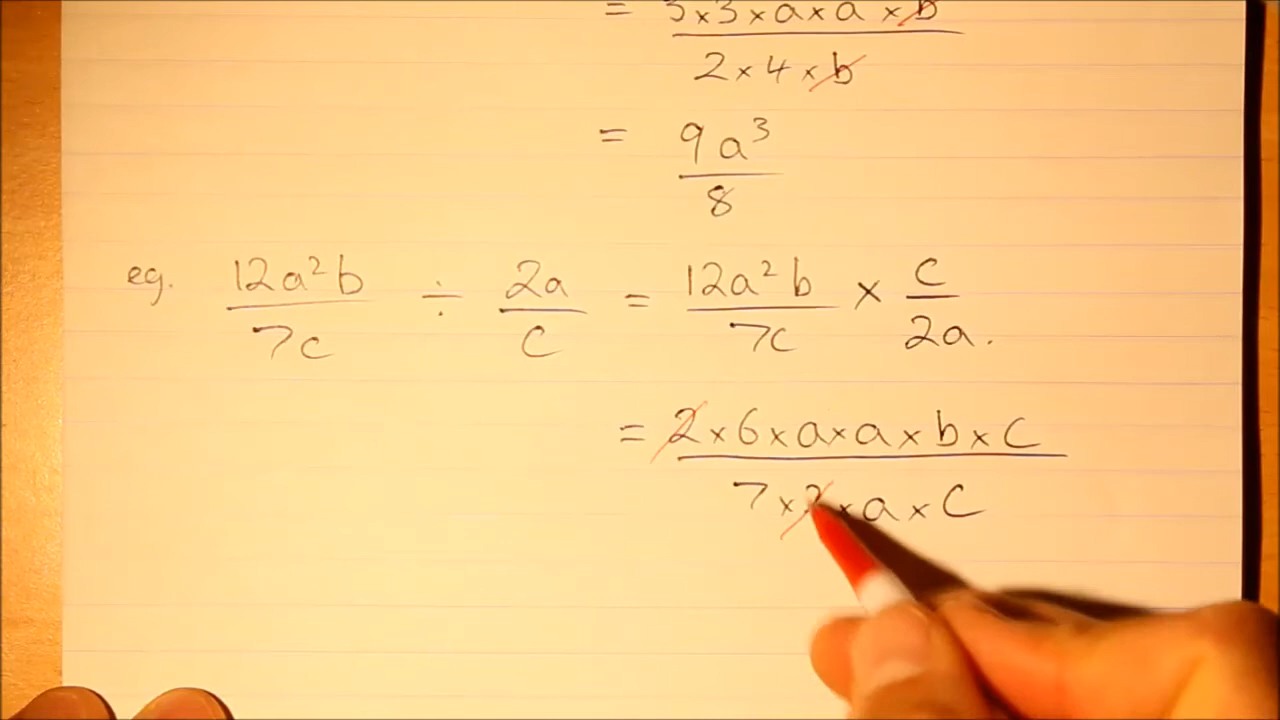 = 3 × 3 × a × a × b
2 × 4 × b
= 9a³
8
eg. 12a²b ÷ 2a = 12a²b × c
7c c 7c 2a.
= 2 × 6 × a × a × b × c
7 × 2 × a × c